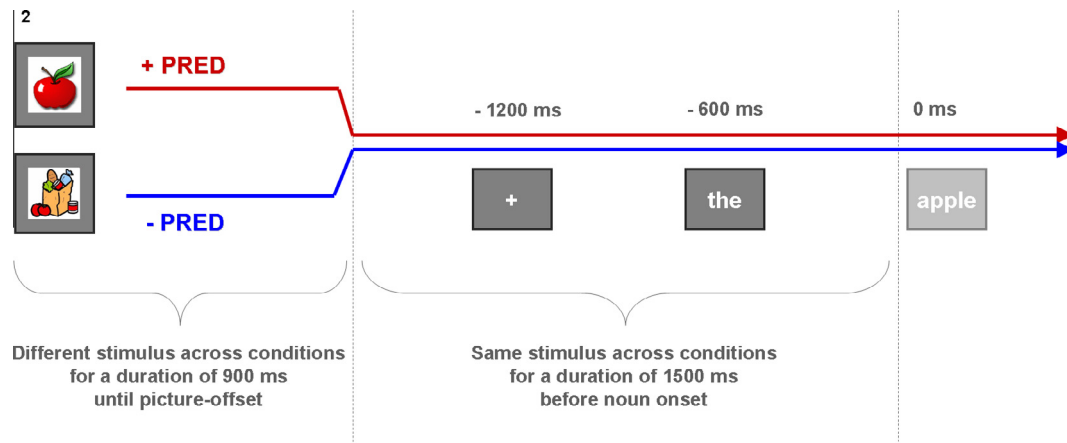 2
+ PRED
- PRED
- 1200 ms
- 600 ms
0 ms
+
the
apple
Different stimulus across conditions
for a duration of 900 ms
until picture-offset
Same stimulus across conditions
for a duration of 1500 ms
before noun onset